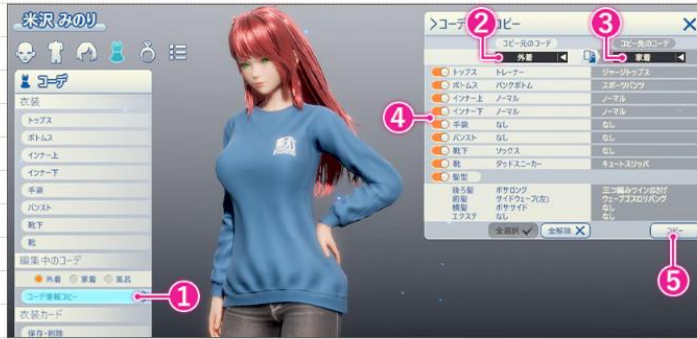 米沢 みのり
コーデ
衣装
トップス
ボトムス
インナー上
インナー下
手袋
パンスト
靴下
靴
編集中のコーデ
外着 家着 風呂
コーデ情報コピー
1
衣装カード
保存・削除
コピー
2
3
コピー元のコーデ コピー先のコーデ
外着 家着
トップス トレーナー ジャージトップス
ボトムス パンクボトム スポーツパンツ
インナー上 ノーマル ノーマル
4
インナー下 ノーマル ノーマル
手袋 なし なし
パンスト なし なし
靴下 ソックス なし
靴 ダッドスニーカー キュートスリッパ
髪型
後ろ髪 ボサロング 三つ編みツインおさげ
前髪 サイドウェーブ(左) ウェーブゴスロリバング
横髪 ボササイド なし
エクステ なし なし
全選択 全解除 コピー
5